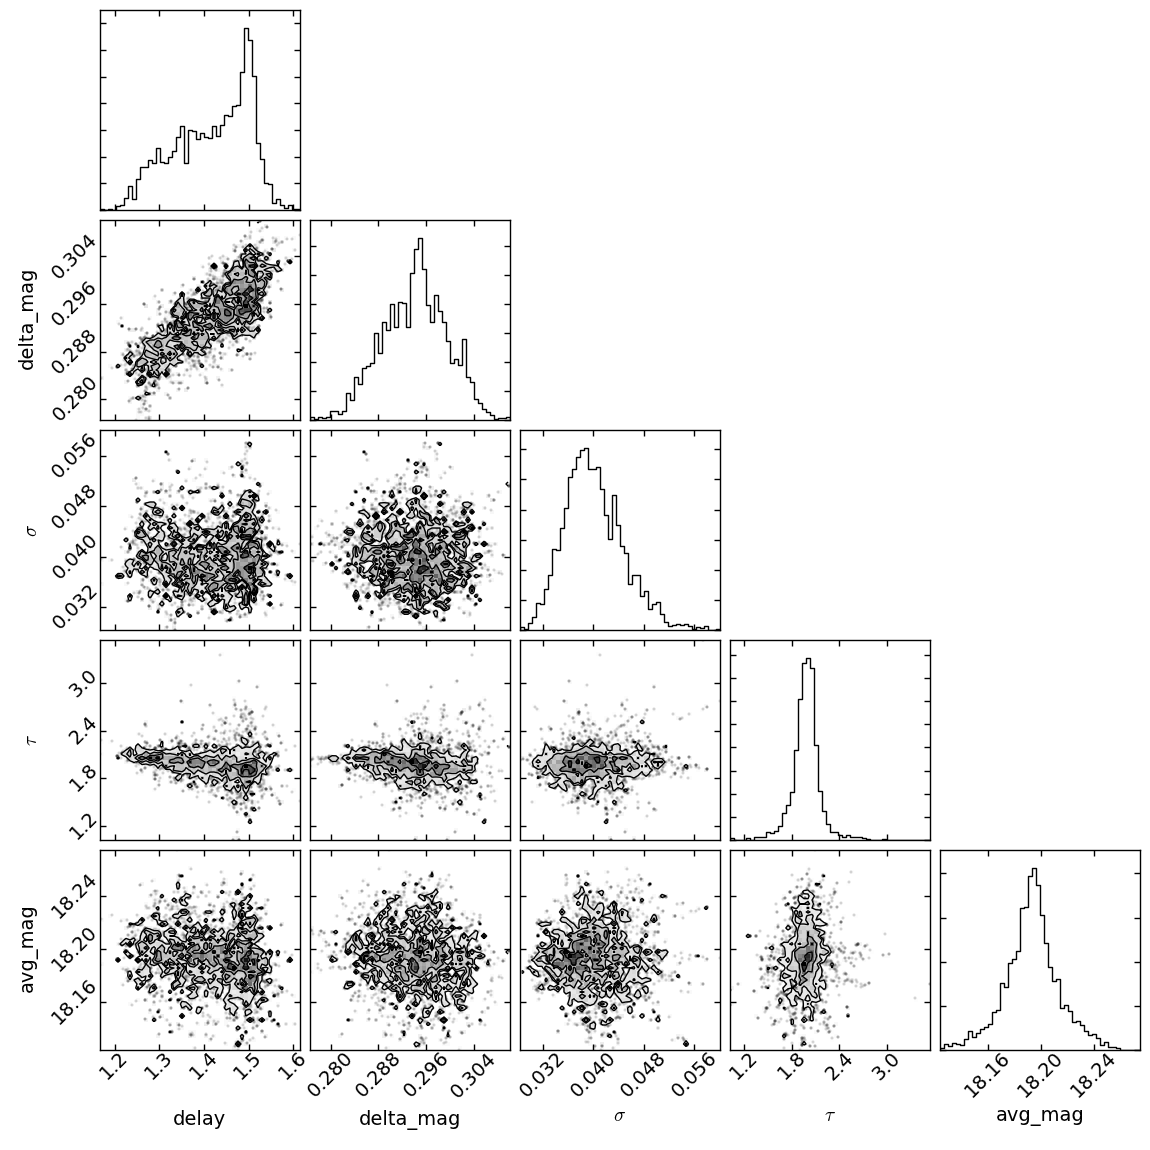 0.304
0.296
0.288
0.280
delta_mag
0.056
0.048
0.040
0.032
σ
3.0
2.4
1.8
1.2
τ
18.24
18.20
18.16
avg_mag
1.2 1.3 1.4 1.5 1.6
0.280 0.288 0.296 0.304
0.032 0.040 0.048 0.056
1.2 1.8 2.4 3.0
18.16 18.20 18.24
delay delta_mag σ τ avg_mag